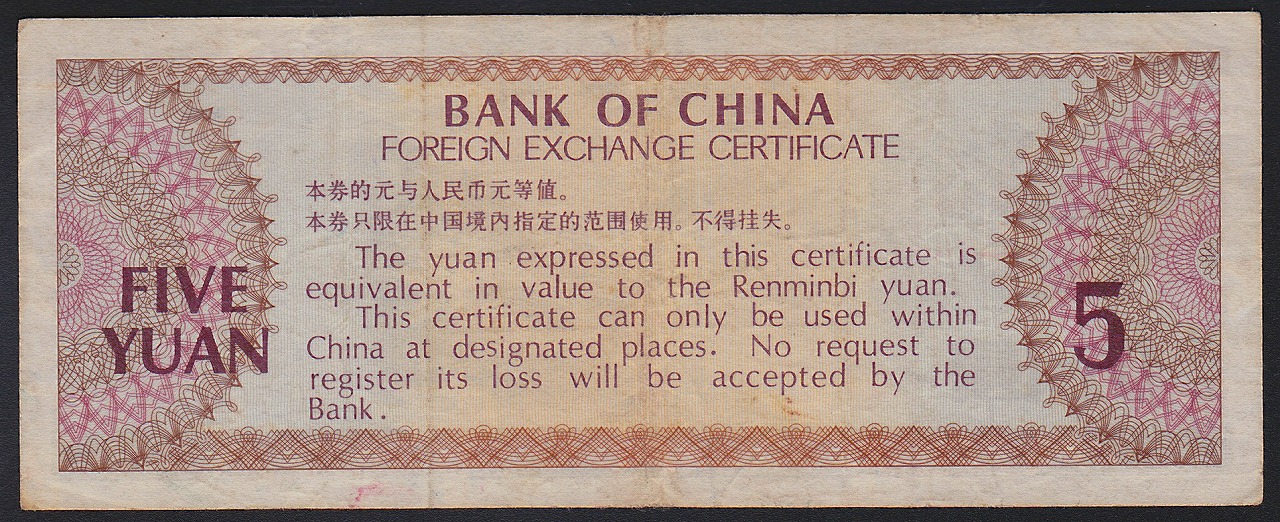 BANK OF CHINA
FOREIGN EXCHANGE CERTIFICATE
本券的元与人民币元等值。
本券只限在中国境内指定的范围使用。不得挂失。
The yuan expressed in this certificate is
equivalent in value to the Renminbi yuan.
This certificate can only be used within
China at designated places. No request to
register its loss will be accepted by the
Bank.
FIVE
YUAN
5